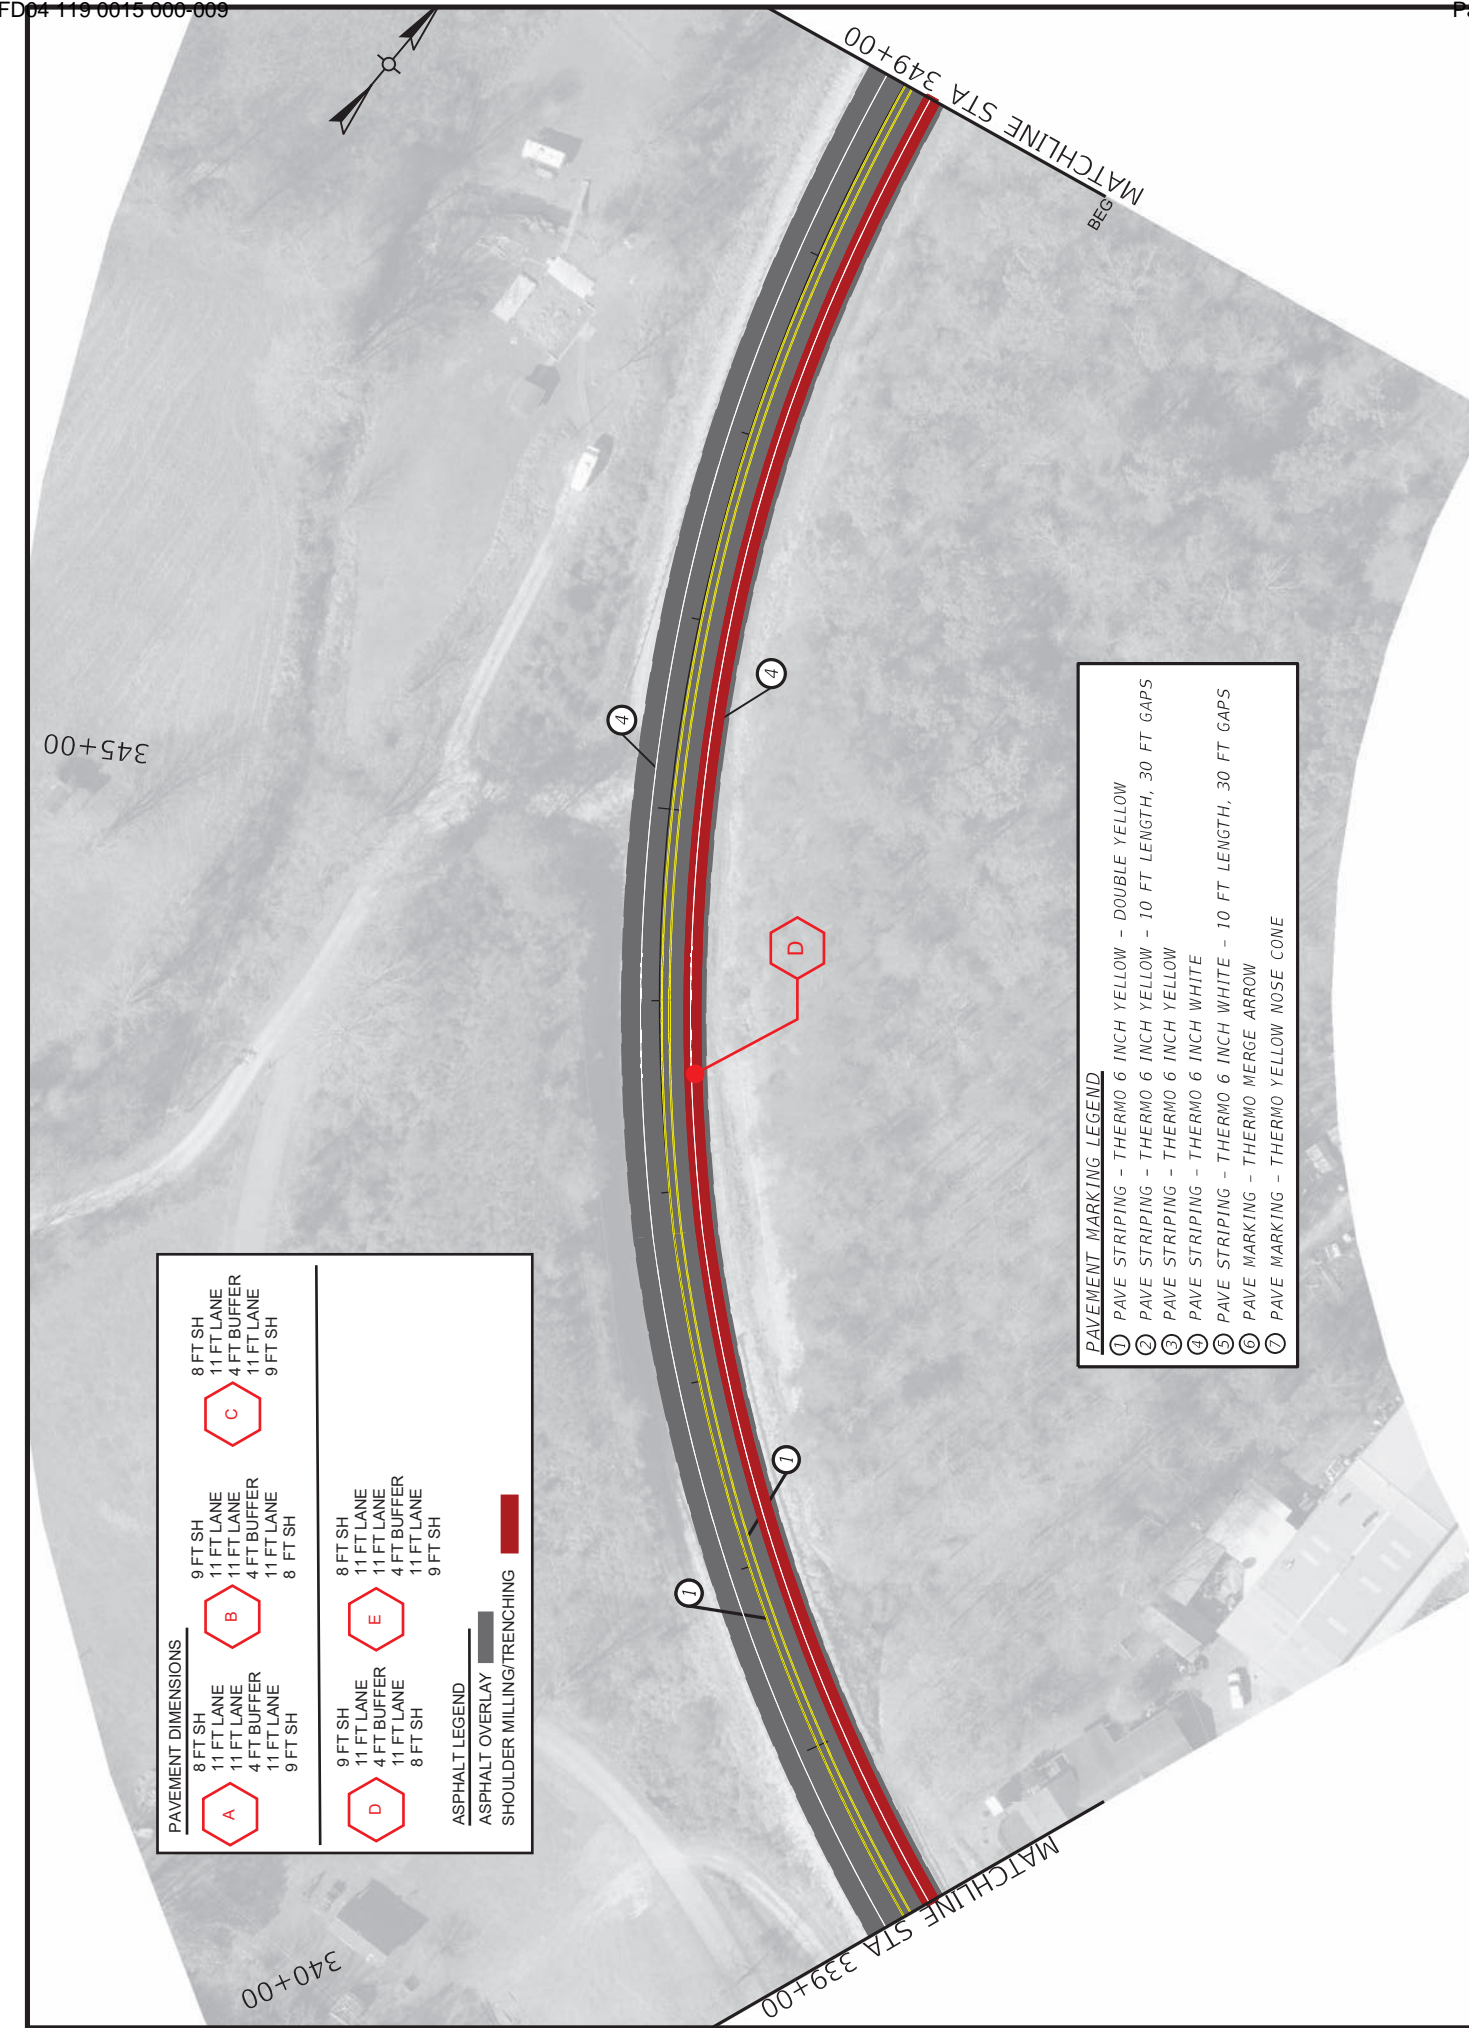 FD04 119 0015 000-009
Pa
MATCHLINE STA 349+00
BEG
345+00
340+00
MATCHLINE STA 339+00
4
4
D
1
1
PAVEMENT DIMENSIONS
A
8 FT SH
11 FT LANE
11 FT LANE
4 FT BUFFER
11 FT LANE
9 FT SH
B
9 FT SH
11 FT LANE
11 FT LANE
4 FT BUFFER
11 FT LANE
8 FT SH
C
8 FT SH
11 FT LANE
4 FT BUFFER
11 FT LANE
9 FT SH
D
9 FT SH
11 FT LANE
4 FT BUFFER
11 FT LANE
8 FT SH
E
8 FT SH
11 FT LANE
11 FT LANE
4 FT BUFFER
11 FT LANE
9 FT SH
ASPHALT LEGEND
ASPHALT OVERLAY
SHOULDER MILLING/TRENCHING
PAVEMENT MARKING LEGEND
1 PAVE STRIPING - THERMO 6 INCH YELLOW - DOUBLE YELLOW
2 PAVE STRIPING - THERMO 6 INCH YELLOW - 10 FT LENGTH, 30 FT GAPS
3 PAVE STRIPING - THERMO 6 INCH YELLOW
4 PAVE STRIPING - THERMO 6 INCH WHITE
5 PAVE STRIPING - THERMO 6 INCH WHITE - 10 FT LENGTH, 30 FT GAPS
6 PAVE MARKING - THERMO MERGE ARROW
7 PAVE MARKING - THERMO YELLOW NOSE CONE